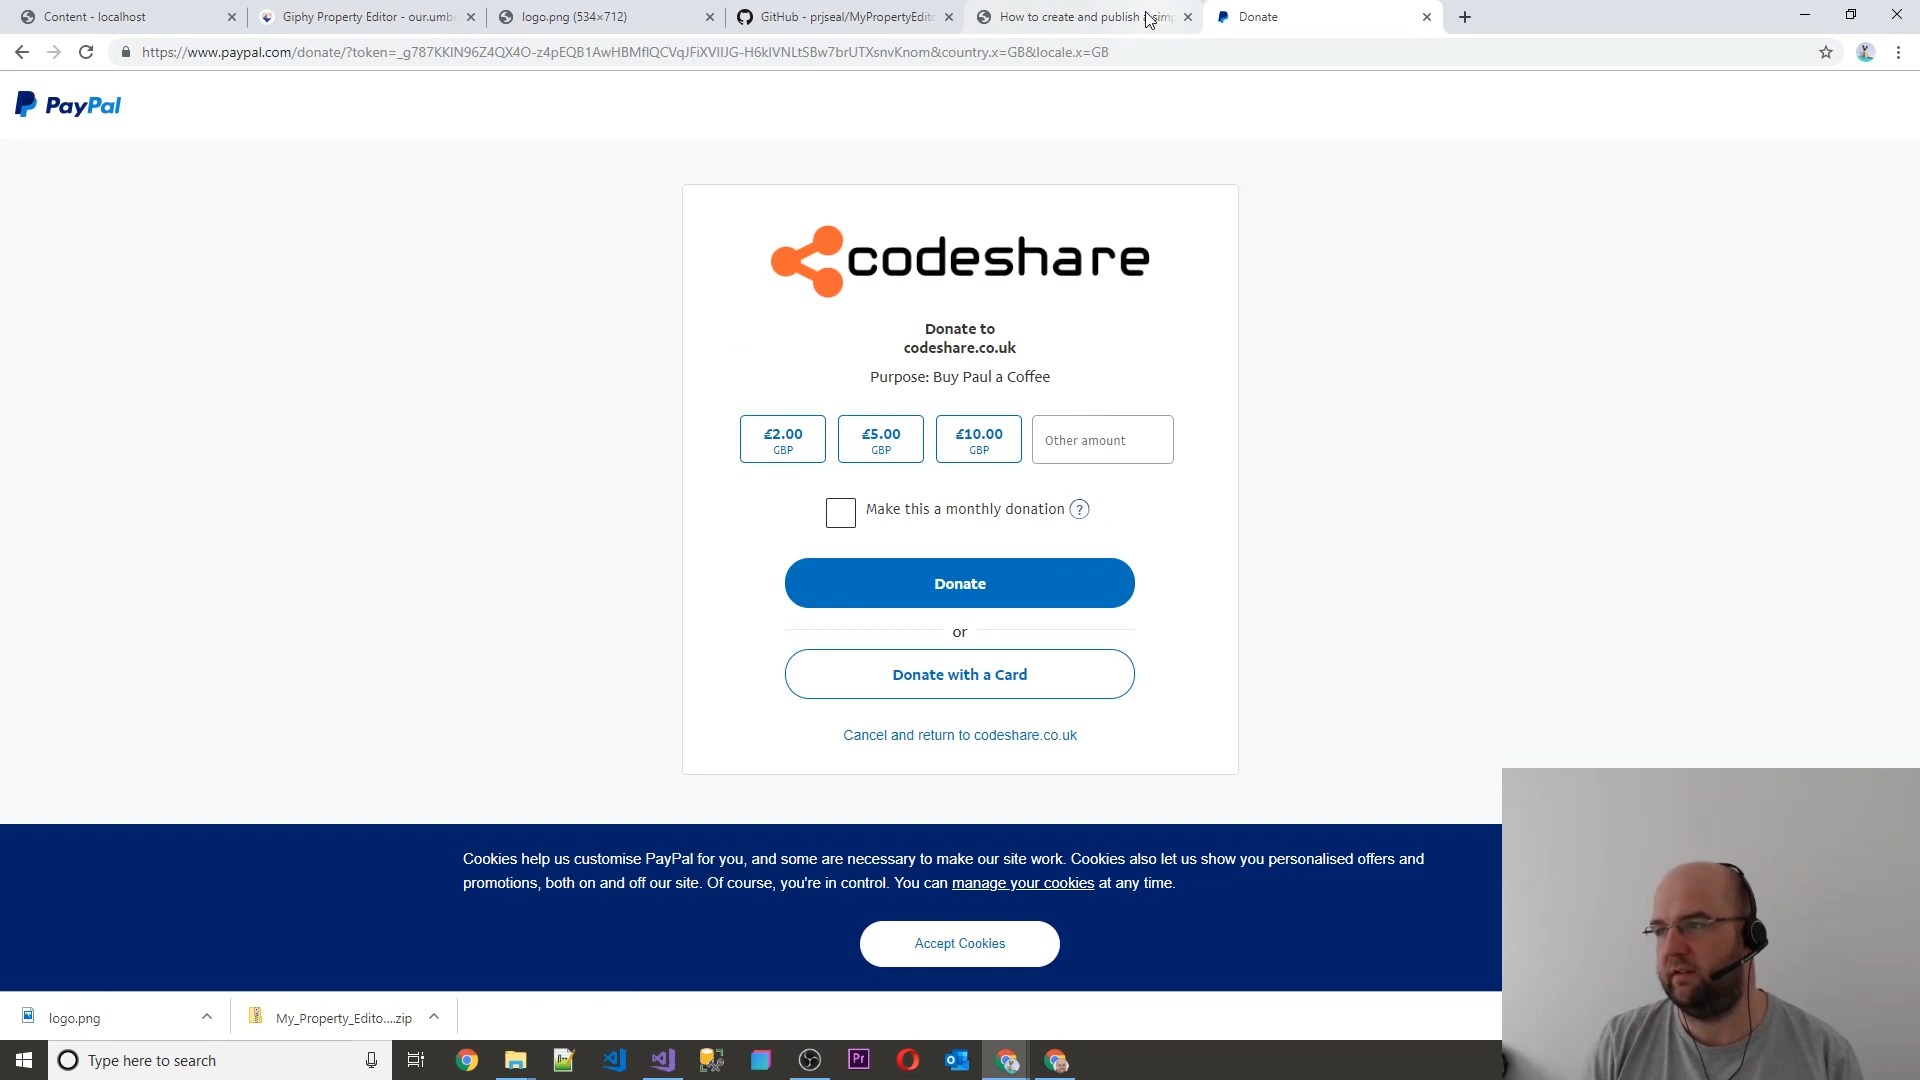 Content - localhost
Giphy Property Editor - our.umbr
logo.png (534×712)
GitHub - prjseal/MyPropertyEdito
How to create and publish a simp
Donate
https://www.paypal.com/donate/?token=_g787KKlN96Z4QX4O-z4pEQB1AwHBMflQCVqJFiXVIIJG-H6kIVNLtSBw7brUTXsnvKnom&country.x=GB&locale.x=GB
PayPal
codeshare
Donate to
codeshare.co.uk
Purpose: Buy Paul a Coffee
£2.00
GBP
£5.00
GBP
£10.00
GBP
Other amount
Make this a monthly donation ?
Donate
or
Donate with a Card
Cancel and return to codeshare.co.uk
Cookies help us customise PayPal for you, and some are necessary to make our site work. Cookies also let us show you personalised offers and
promotions, both on and off our site. Of course, you're in control. You can manage your cookies at any time.
Accept Cookies
logo.png
My_Property_Edito....zip
Type here to search
Pr